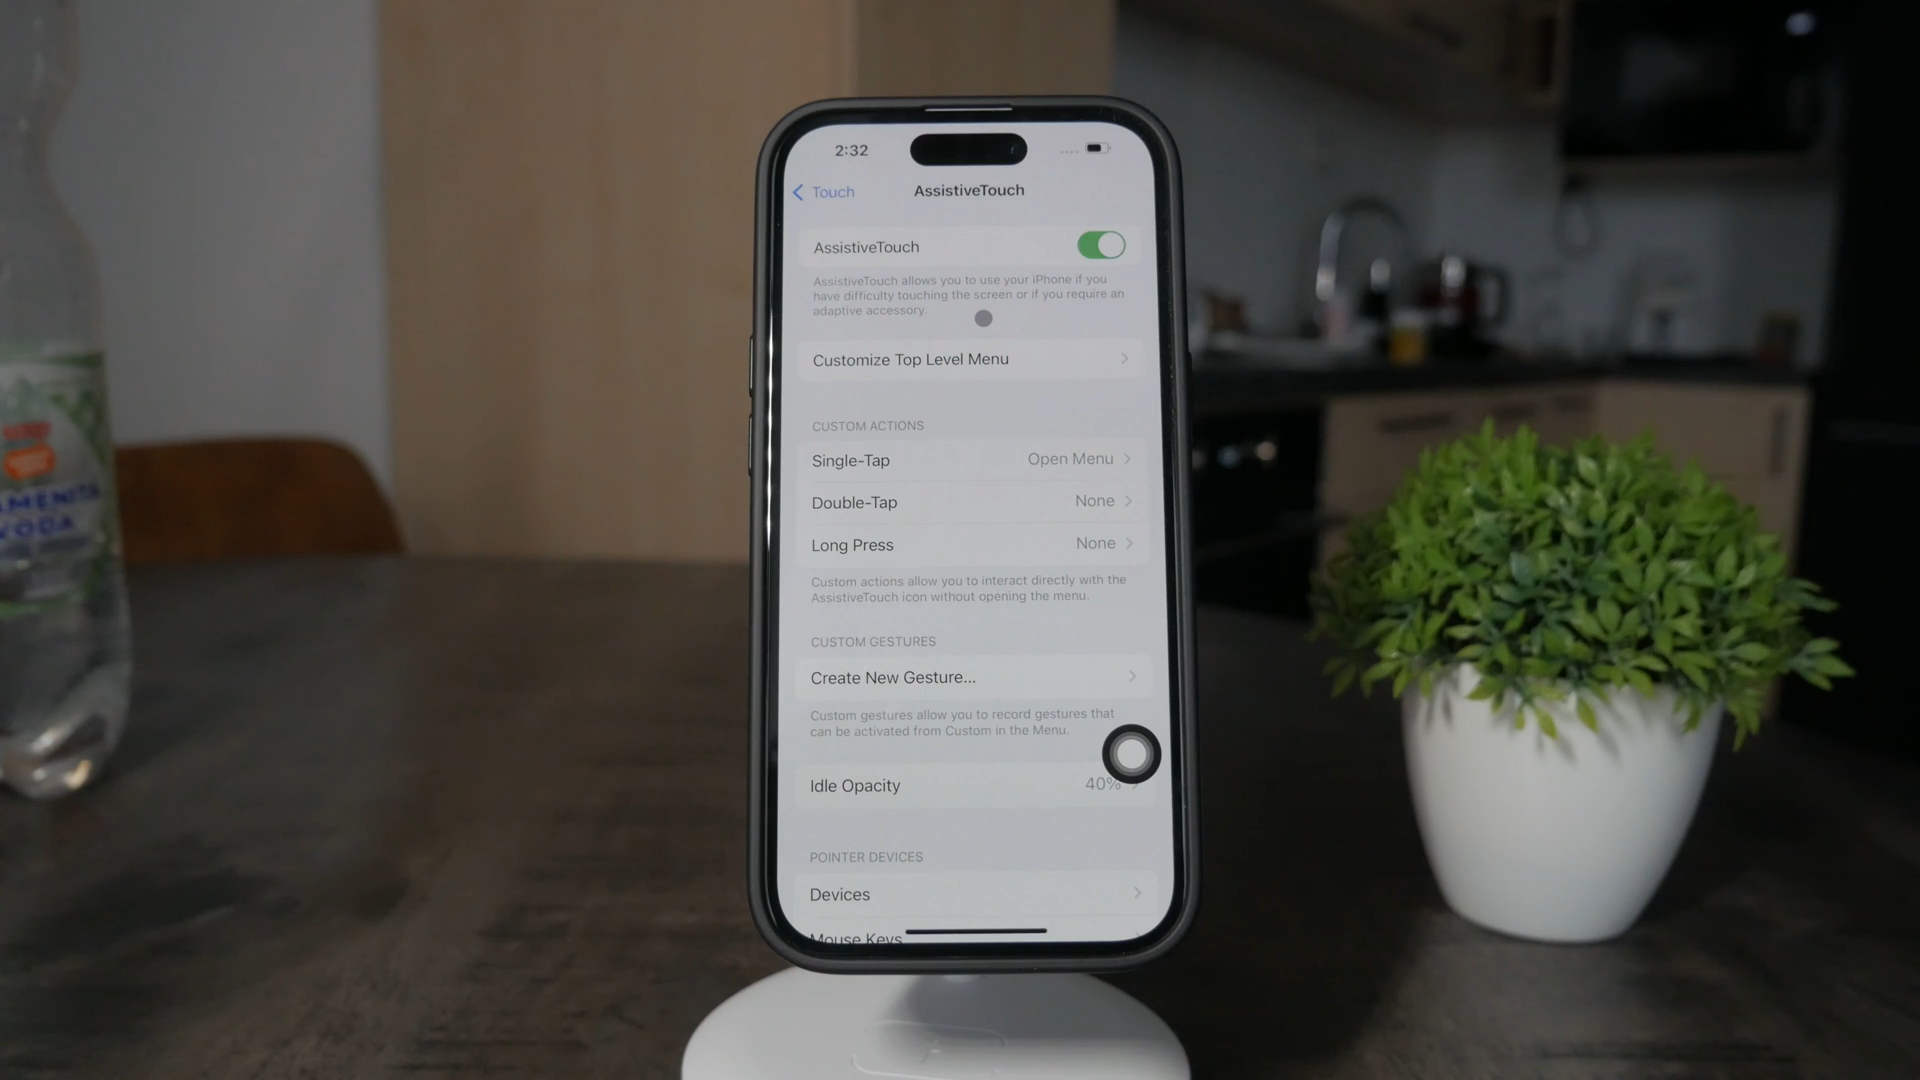 2:32
Touch
AssistiveTouch
AssistiveTouch
AssistiveTouch allows you to use your iPhone if you
have difficulty touching the screen or if you require an
adaptive accessory.
Customize Top Level Menu
CUSTOM ACTIONS
Single-Tap Open Menu
Double-Tap None
Long Press None
Custom actions allow you to interact directly with the
AssistiveTouch icon without opening the menu.
CUSTOM GESTURES
Create New Gesture...
Custom gestures allow you to record gestures that
can be activated from Custom in the Menu.
Idle Opacity 40%
POINTER DEVICES
Devices
Mouse Keys
VODA